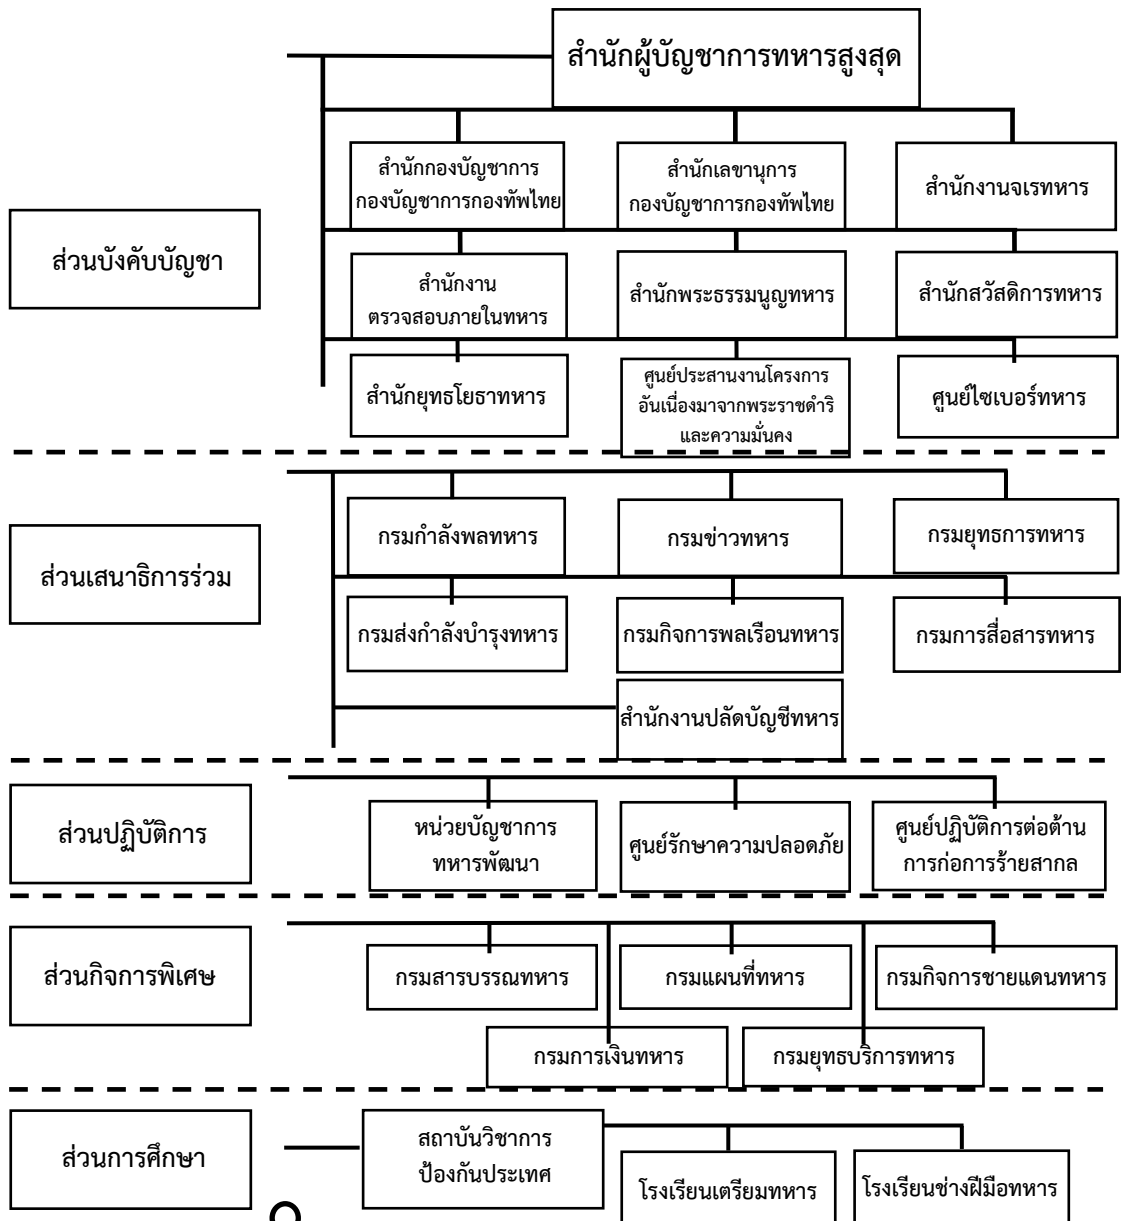 สำนักผู้บัญชาการทหารสูงสุด
ส่วนบังคับบัญชา
สำนักกองบัญชาการ
กองบัญชาการกองทัพไทย
สำนักเลขานุการ
กองบัญชาการกองทัพไทย
สำนักงานจเรทหาร
สำนักงาน
ตรวจสอบภายในทหาร
สำนักพระธรรมนูญทหาร
สำนักสวัสดิการทหาร
สำนักยุทธโยธาทหาร
ศูนย์ประสานงานโครงการ
อันเนื่องมาจากพระราชดำริ
และความมั่นคง
ศูนย์ไซเบอร์ทหาร
ส่วนเสนาธิการร่วม
กรมกำลังพลทหาร
กรมข่าวทหาร
กรมยุทธการทหาร
กรมส่งกำลังบำรุงทหาร
กรมกิจการพลเรือนทหาร
กรมการสื่อสารทหาร
สำนักงานปลัดบัญชีทหาร
ส่วนปฏิบัติการ
หน่วยบัญชาการ
ทหารพัฒนา
ศูนย์รักษาความปลอดภัย
ศูนย์ปฏิบัติการต่อต้าน
การก่อการร้ายสากล
ส่วนกิจการพิเศษ
กรมสารบรรณทหาร
กรมแผนที่ทหาร
กรมกิจการชายแดนทหาร
กรมการเงินทหาร
กรมยุทธบริการทหาร
ส่วนการศึกษา
สถาบันวิชาการ
ป้องกันประเทศ
โรงเรียนเตรียมทหาร
โรงเรียนช่างฝีมือทหาร